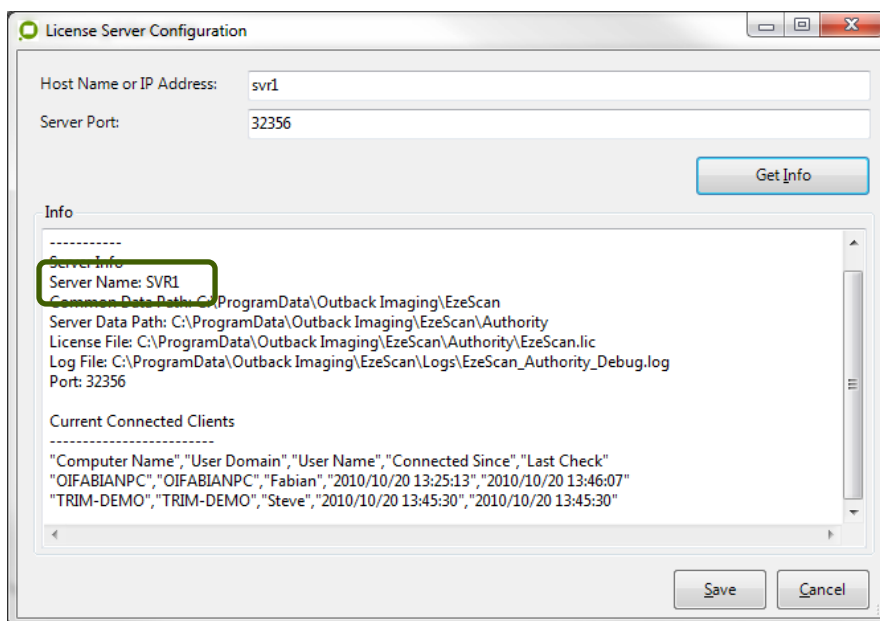 License Server Configuration
Host Name or IP Address: svr1
Server Port: 32356
Get Info
Info
-----------
Server Info
Server Name: SVR1
Common Data Path: C:\ProgramData\Outback Imaging\EzeScan
Server Data Path: C:\ProgramData\Outback Imaging\EzeScan\Authority
License File: C:\ProgramData\Outback Imaging\EzeScan\Authority\EzeScan.lic
Log File: C:\ProgramData\Outback Imaging\EzeScan\Logs\EzeScan_Authority_Debug.log
Port: 32356
Current Connected Clients
-------------------------
"Computer Name","User Domain","User Name","Connected Since","Last Check"
"OIFABIANPC","OIFABIANPC","Fabian","2010/10/20 13:25:13","2010/10/20 13:46:07"
"TRIM-DEMO","TRIM-DEMO","Steve","2010/10/20 13:45:30","2010/10/20 13:45:30"
Save Cancel